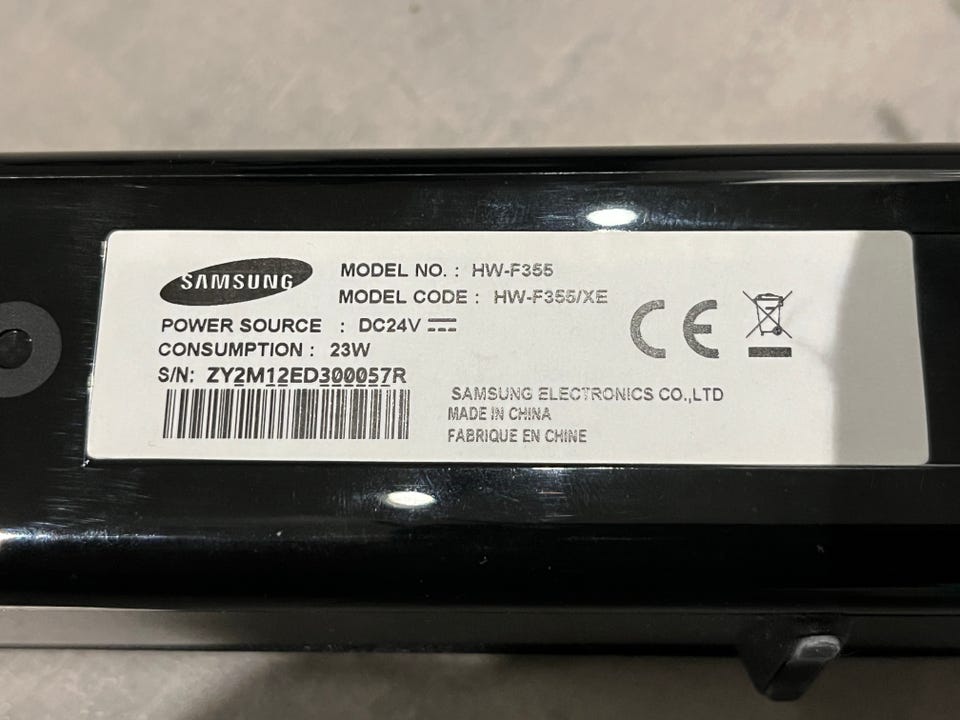 SAMSUNG
MODEL NO. : HW-F355
MODEL CODE : HW-F355/XE
POWER SOURCE : DC24V
CONSUMPTION : 23W
S/N: ZY2M12ED300057R
CE
SAMSUNG ELECTRONICS CO.,LTD
MADE IN CHINA
FABRIQUE EN CHINE